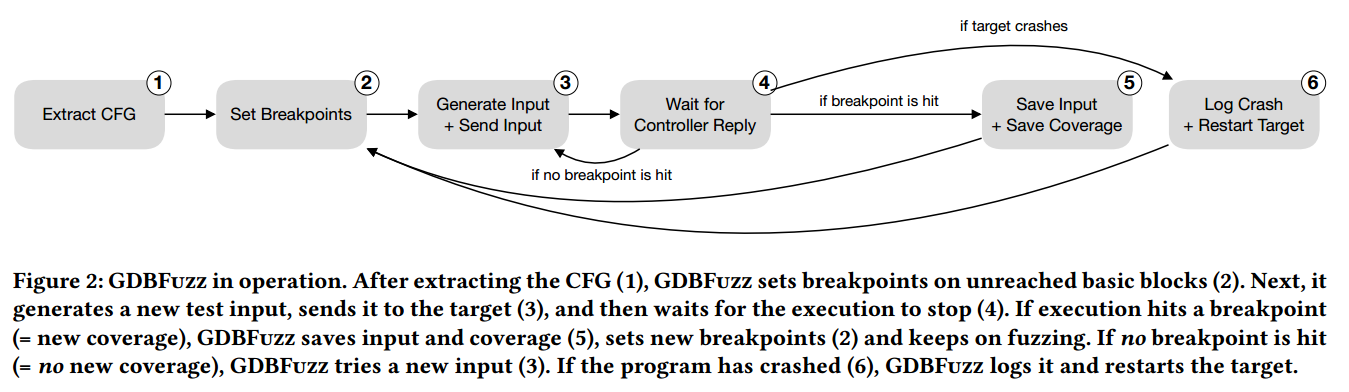 if target crashes
1
2
3
4
5
6
Extract CFG
Set Breakpoints
Generate Input
+ Send Input
Wait for
Controller Reply
if breakpoint is hit
Save Input
+ Save Coverage
Log Crash
+ Restart Target
if no breakpoint is hit
Figure 2: GDBFuzz in operation. After extracting the CFG (1), GDBFuzz sets breakpoints on unreached basic blocks (2). Next, it
generates a new test input, sends it to the target (3), and then waits for the execution to stop (4). If execution hits a breakpoint
(= new coverage), GDBFuzz saves input and coverage (5), sets new breakpoints (2) and keeps on fuzzing. If no breakpoint is hit
(= no new coverage), GDBFuzz tries a new input (3). If the program has crashed (6), GDBFuzz logs it and restarts the target.